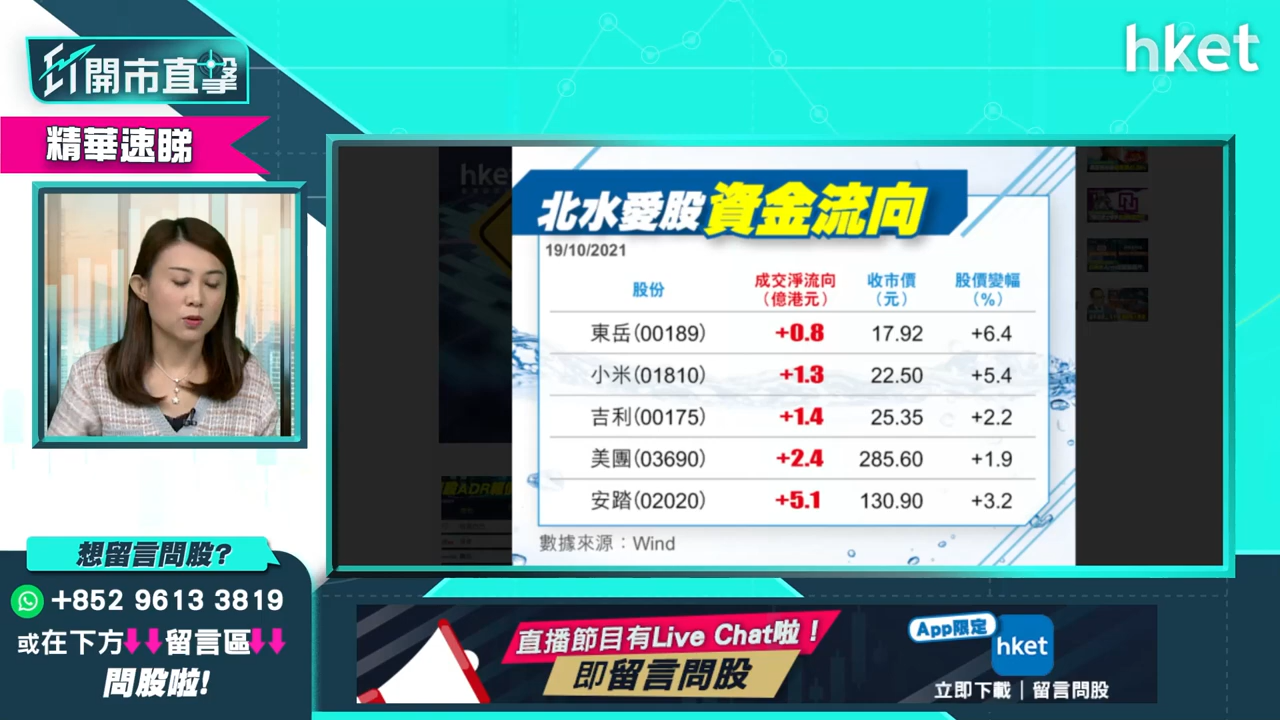 hket
ET開市直擊
精華速睇
北水愛股資金流向
19/10/2021
股份 成交淨流向（億港元） 收市價（元） 股價變幅（%）
東岳(00189) +0.8 17.92 +6.4
小米(01810) +1.3 22.50 +5.4
吉利(00175) +1.4 25.35 +2.2
美團(03690) +2.4 285.60 +1.9
安踏(02020) +5.1 130.90 +3.2
數據來源：Wind
想留言問股?
+852 9613 3819
或在下方留言區
問股啦!
直播節目有Live Chat啦！
即留言問股
App限定
hket
立即下載｜留言問股